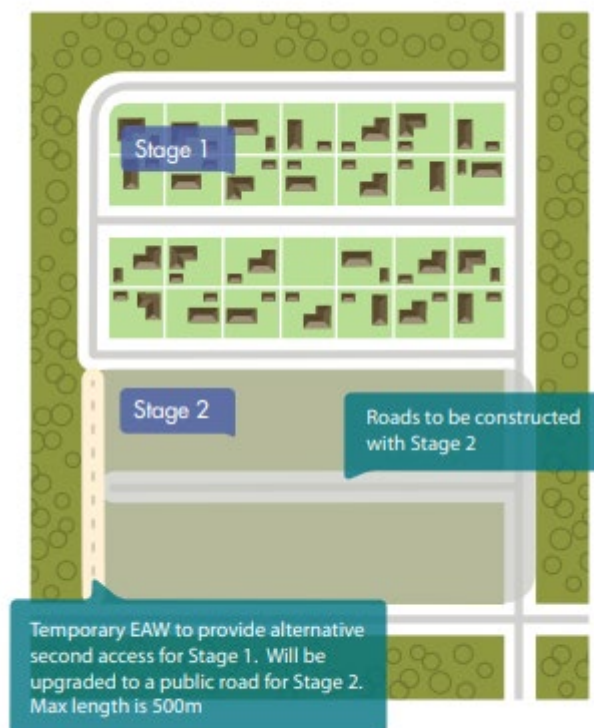 Stage 1
Stage 2
Roads to be constructed
with Stage 2
Temporary EAW to provide alternative
second access for Stage 1. Will be
upgraded to a public road for Stage 2.
Max length is 500m